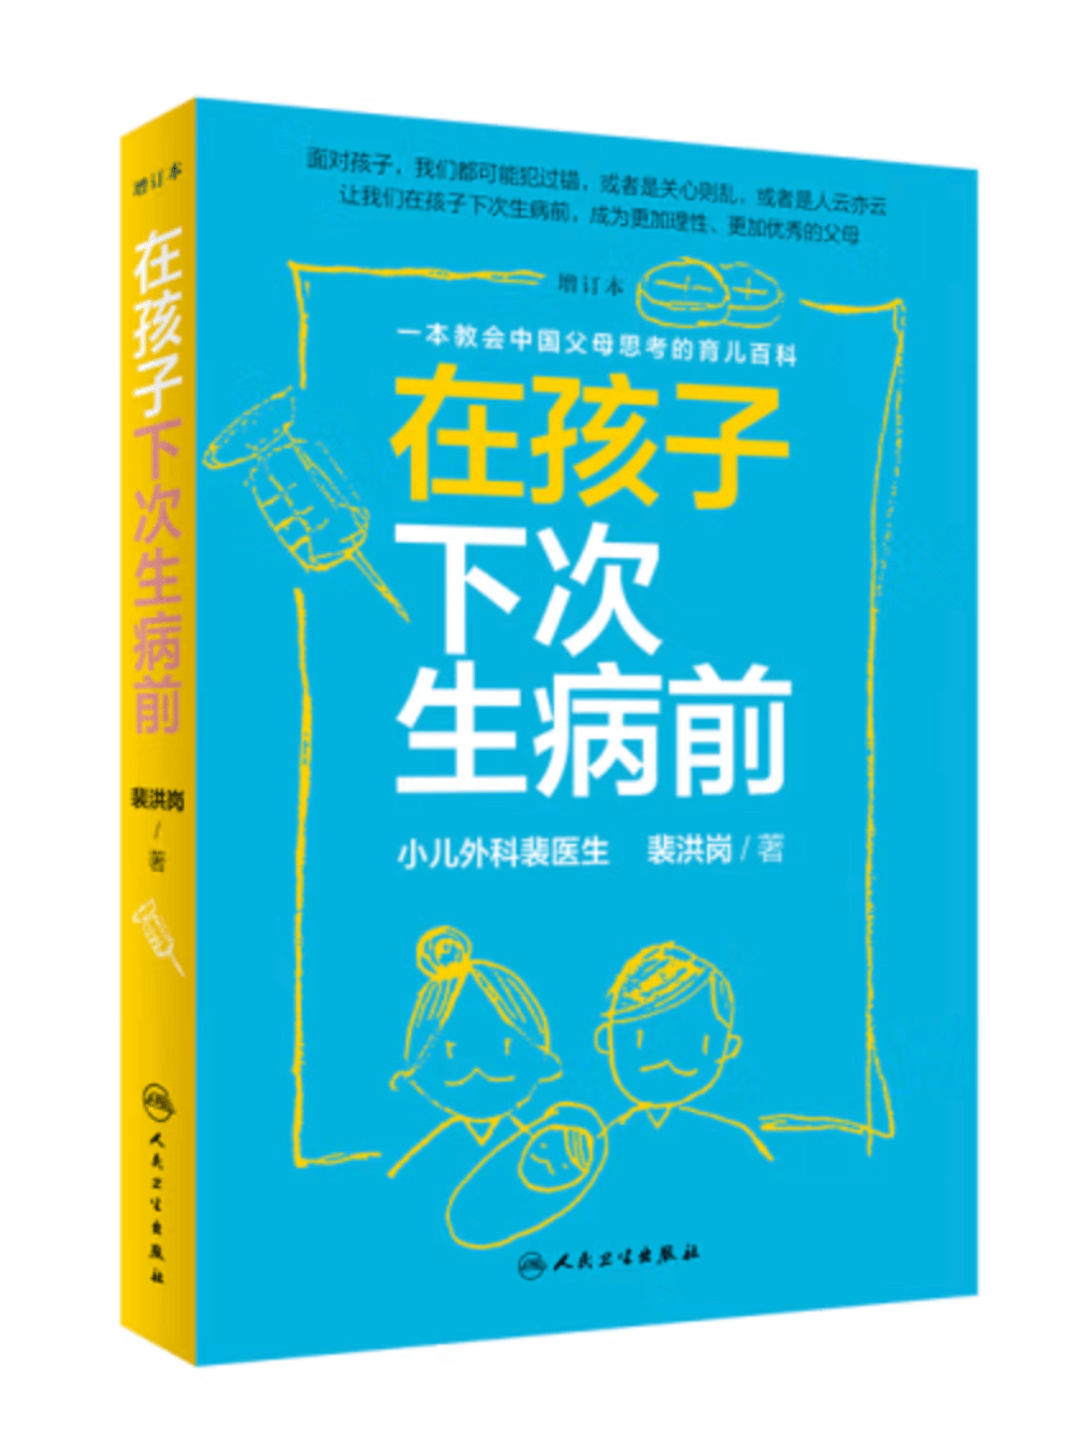 增订本
在孩子下次生病前
裴洪岗
/
著
人民卫生出版社
面对孩子，我们都可能犯过错，或者是关心则乱，或者是人云亦云
让我们在孩子下次生病前，成为更加理性、更加优秀的父母
增订本
一本教会中国父母思考的育儿百科
在孩子
下次
生病前
小儿外科裴医生 裴洪岗/著
人民卫生出版社